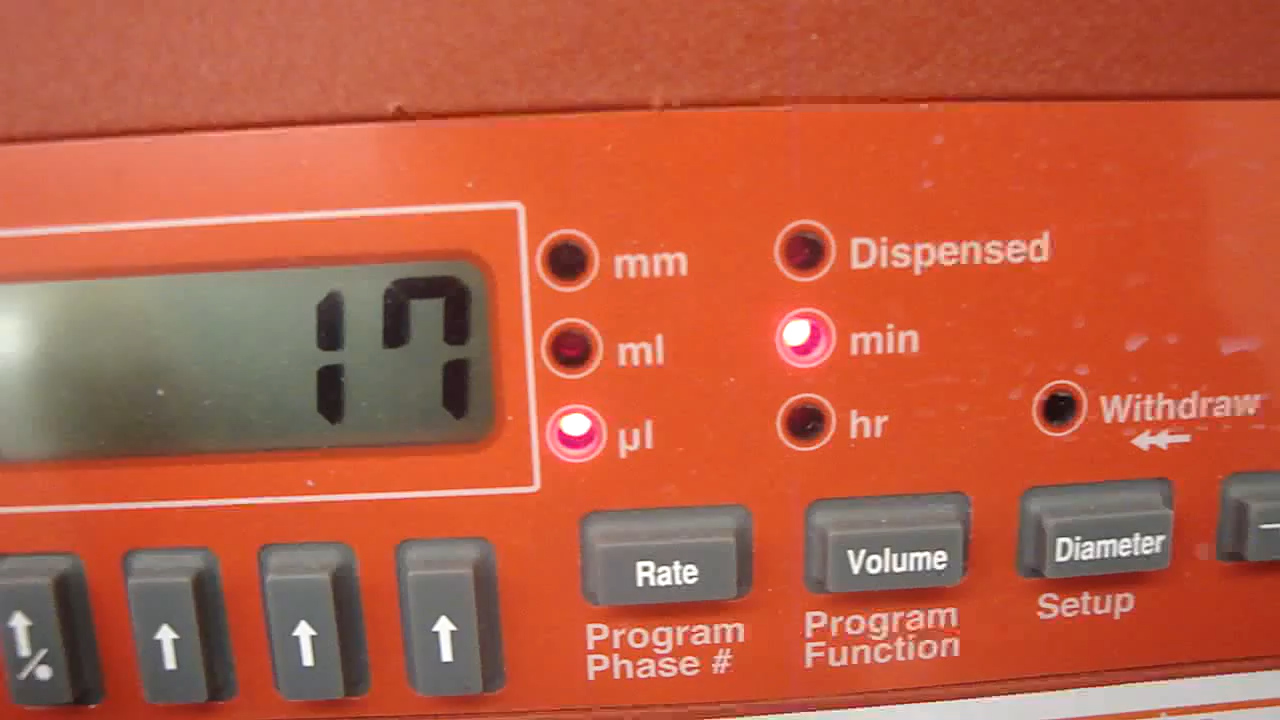 17
mm
ml
µl
Dispensed
min
hr
Withdraw
Rate
Volume
Diameter
Program
Phase #
Program
Function
Setup